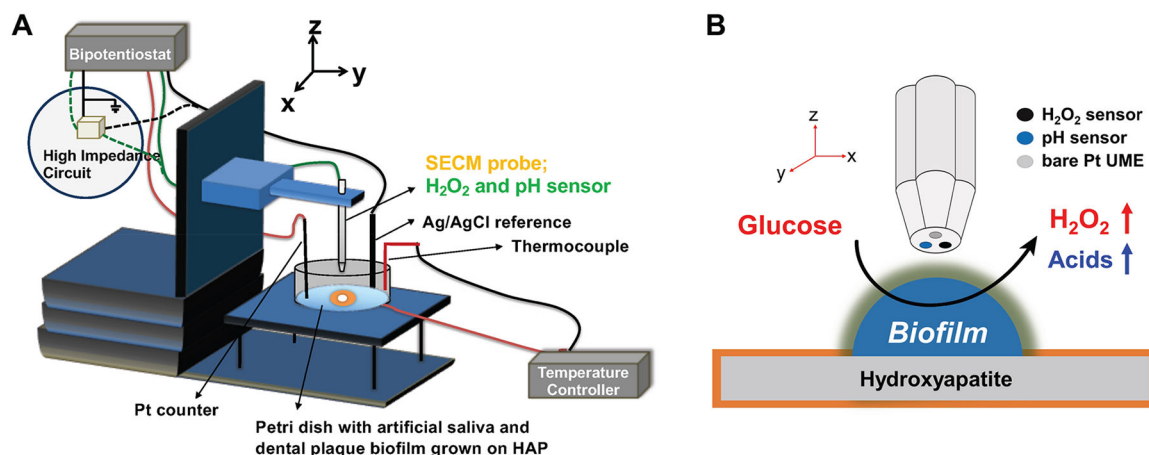 A
Bipotentiostat
z
y
x
High Impedance
Circuit
SECM probe;
H₂O₂ and pH sensor
Ag/AgCl reference
Thermocouple
Temperature
Controller
Pt counter
Petri dish with artificial saliva and
dental plaque biofilm grown on HAP
B
z
x
y
H₂O₂ sensor
pH sensor
bare Pt UME
Glucose
H₂O₂
Acids
Biofilm
Hydroxyapatite